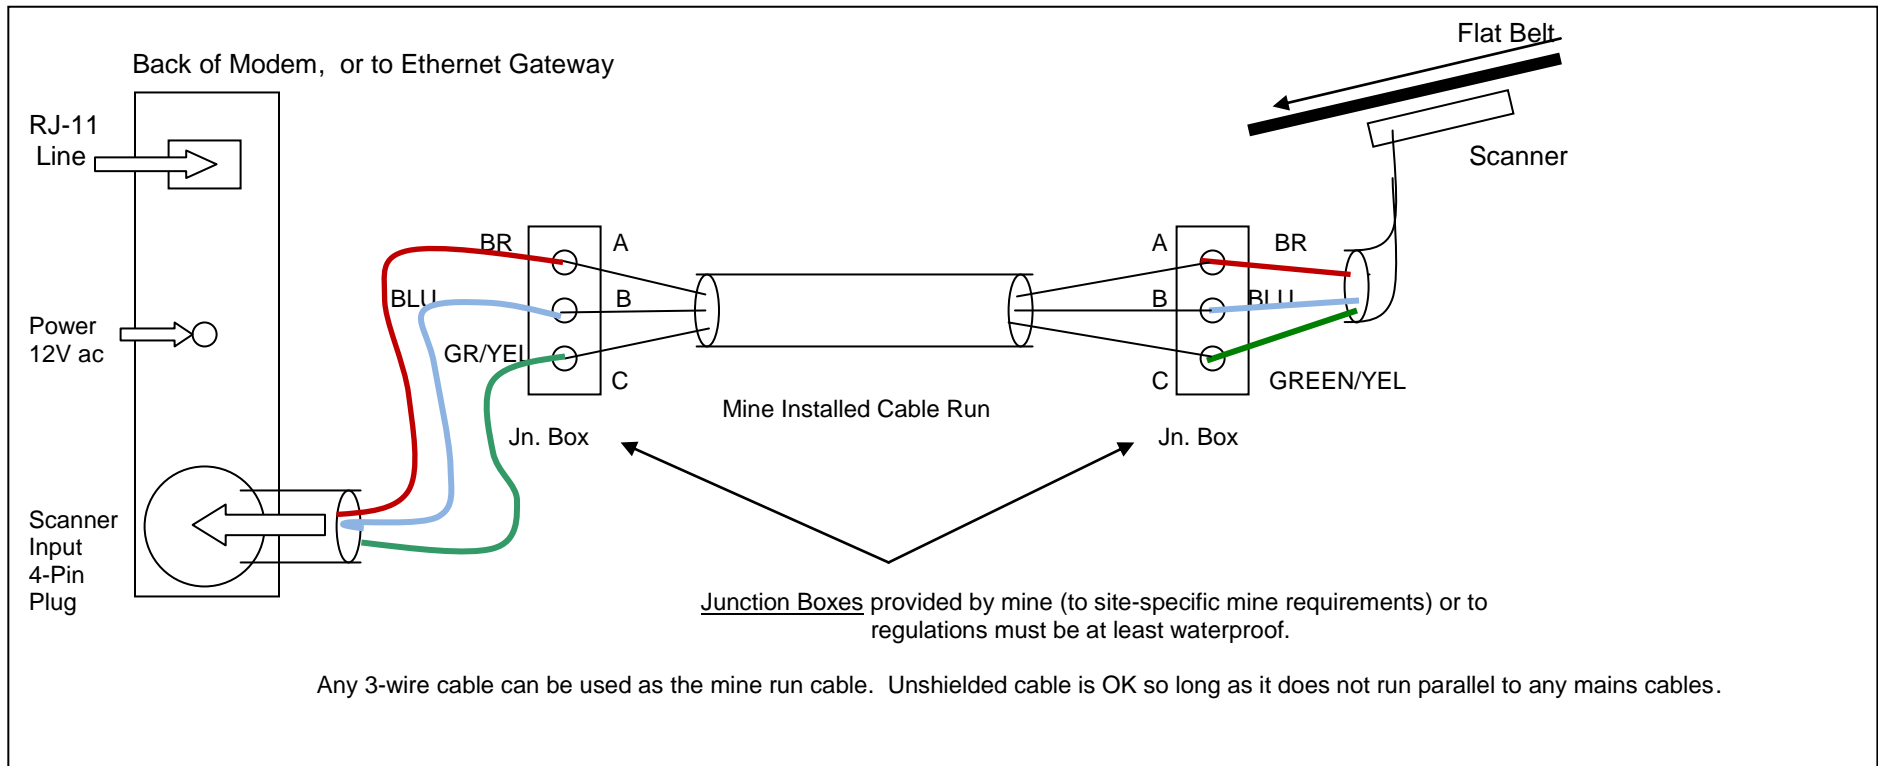 Flat Belt
Back of Modem,  or to Ethernet Gateway
RJ-11
Line
Scanner
BR
A
A
BR
BLU
B
B
BLU
Power
12V ac
GR/YEL
C
C
GREEN/YEL
Mine Installed Cable Run
Jn. Box
Jn. Box
Scanner
Input
4-Pin
Plug
Junction Boxes provided by mine (to site-specific mine requirements) or to
regulations must be at least waterproof.
Any 3-wire cable can be used as the mine run cable.  Unshielded cable is OK so long as it does not run parallel to any mains cables.